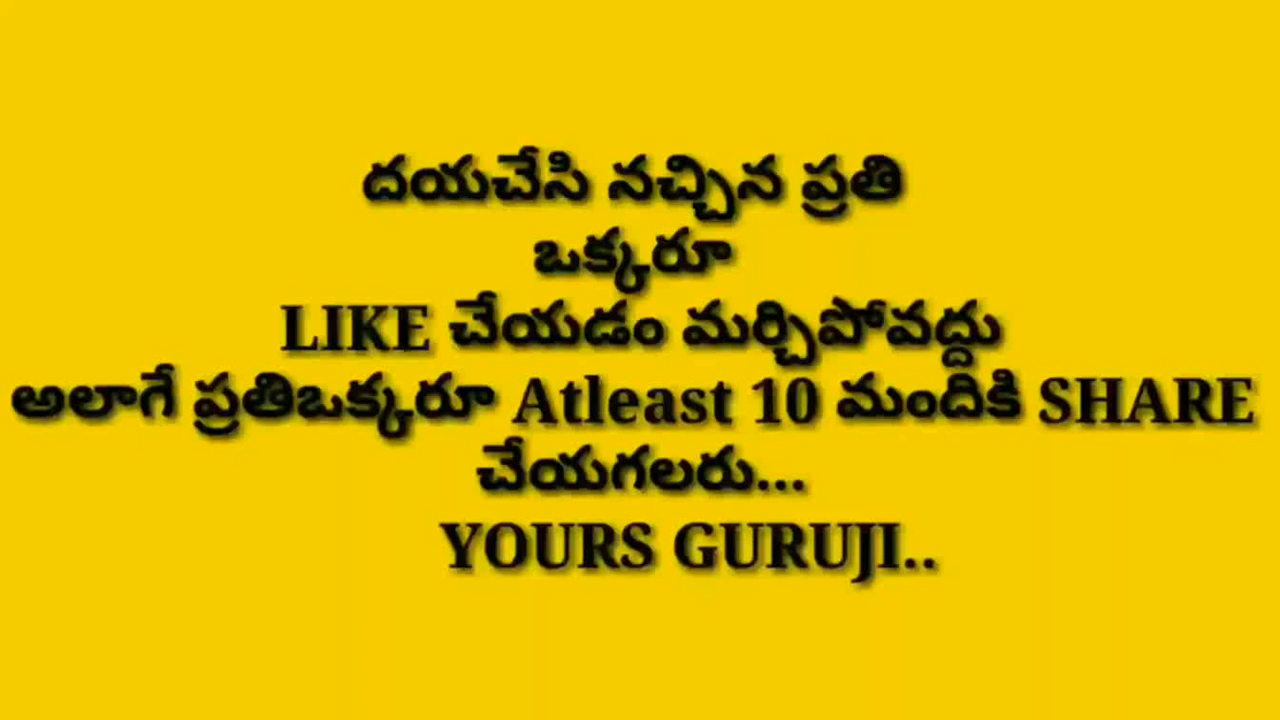 దయచేసి నచ్చిన ప్రతి
ఒక్కరూ
LIKE చేయడం మర్చిపోవద్దు
అలాగే ప్రతిఒక్కరూ Atleast 10 మందికి SHARE
చేయగలరు...
YOURS GURUJI..